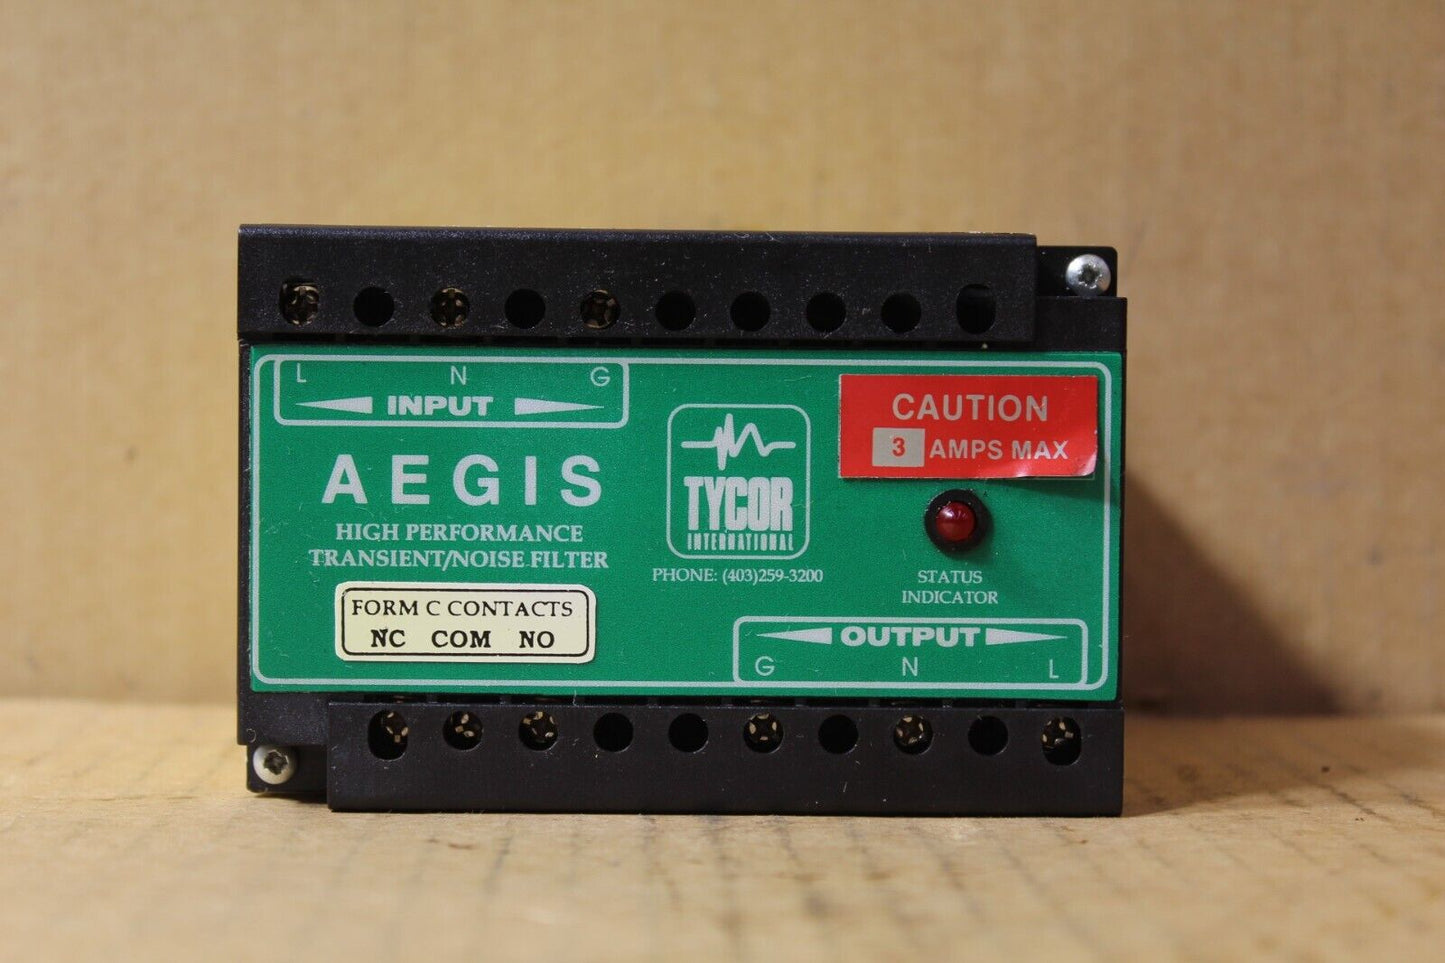 L N G
INPUT
AEGIS
HIGH PERFORMANCE
TRANSIENT/NOISE FILTER
FORM C CONTACTS
NC COM NO
TYCOR
INTERNATIONAL
PHONE: (403)259-3200
CAUTION
3 AMPS MAX
STATUS
INDICATOR
OUTPUT
G N L